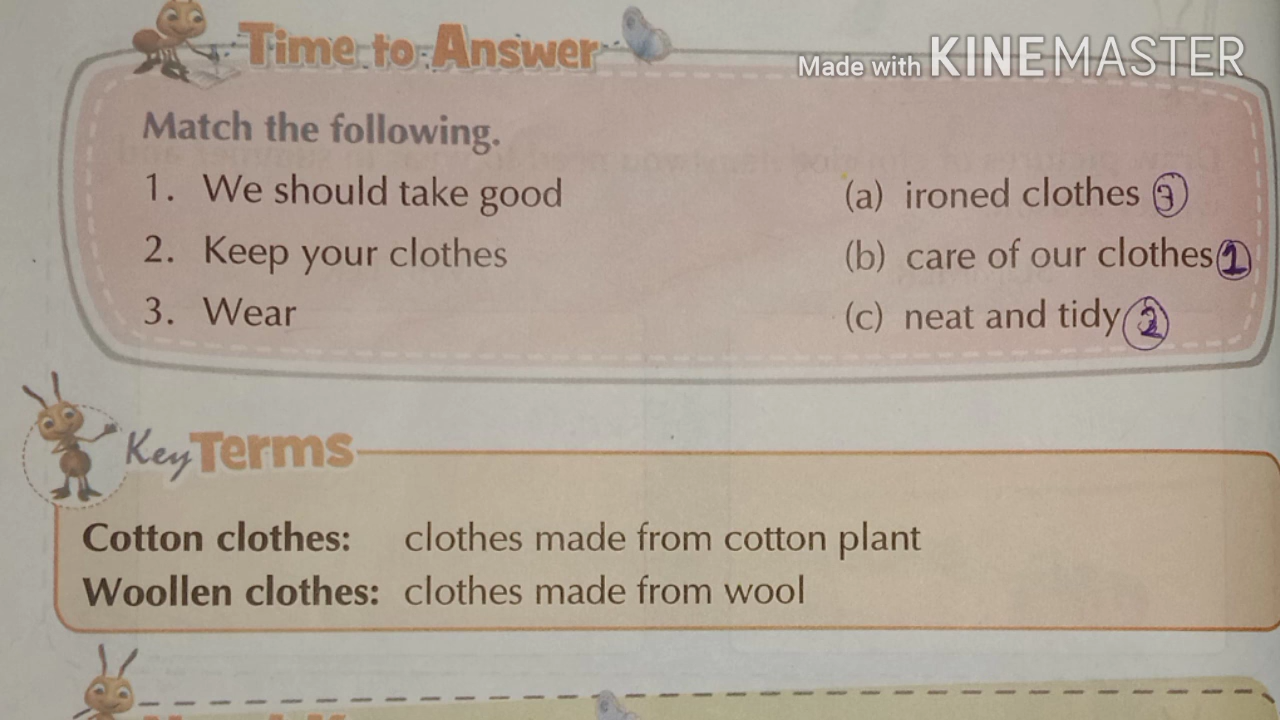 Time to Answer
Made with KINEMASTER
Match the following.
1. We should take good
(a) ironed clothes 3
2. Keep your clothes
(b) care of our clothes 1
3. Wear
(c) neat and tidy 2
Key Terms
Cotton clothes: clothes made from cotton plant
Woollen clothes: clothes made from wool